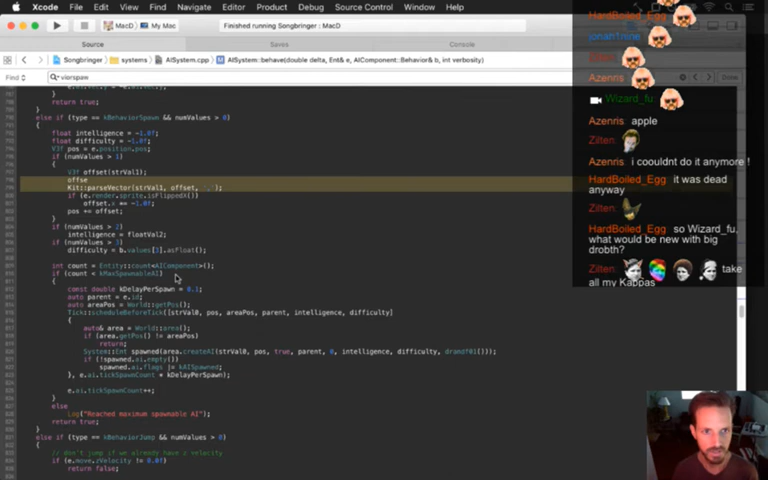 Xcode File Edit View Find Navigate Editor Product Debug Source Control Window Help
MacD My Mac
Finished running Songbringer : MacD
Source
Saves
Console
Songbringer systems AISystem.cpp AISystem::behave(double delta, Ent& e, AIComponent::Behavior& b, int verbosity)
Find
Done
return true;
}
else if (type == kBehaviorSpawn && numValues > 0)
{
float intelligence = -1.0f;
float difficulty = -1.0f;
V3f pos = e.position.pos;
if (numValues > 1)
{
V3f offset(strVal1);
offse
Kit::parseVector(strVal1, offset, ',');
if (e.render.sprite.isFlippedX())
offset.x *= -1.0f;
pos += offset;
}
if (numValues > 2)
intelligence = floatVal2;
if (numValues > 3)
difficulty = b.values[3].asFloat();
int count = Entity::count<AIComponent>();
if (count < kMaxSpawnableAI)
{
const double kDelayPerSpawn = 0.1;
auto parent = e.id;
auto areaPos = World::getPos();
Tick::scheduleBeforeTick([strVal0, pos, areaPos, parent, intelligence, difficulty]
{
auto& area = World::area();
if (area.getPos() != areaPos)
return;
System::Ent spawned(area.createAI(strVal0, pos, true, parent, 0, intelligence, difficulty, drand(01)));
if (!spawned.ai.empty())
spawned.ai.flags |= kAISpawned;
}, e.ai.tickSpawnCount * kDelayPerSpawn);
e.ai.tickSpawnCount++;
}
else
Log("Reached maximum spawnable AI");
return true;
}
else if (type == kBehaviorJump && numValues > 0)
{
// don't jump if we already have z velocity
if (e.move.zVelocity != 0.0f)
return false;
HardBoiled_Egg
jonah1nine
Zilten
Azenris
Wizard_fu:
Azenris: apple
Zilten:
Azenris: i coouldnt do it anymore !
HardBoiled_Egg: it was dead
anyway
Zilten:
HardBoiled_Egg: so Wizard_fu,
what would be new with big
drobth?
Zilten: take
all my Kappas